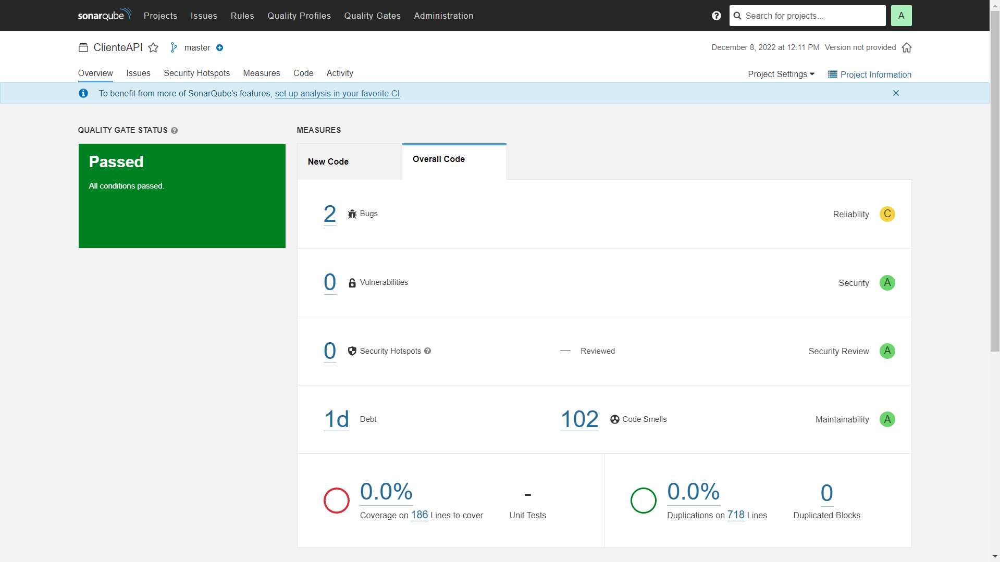 sonarqube Projects Issues Rules Quality Profiles Quality Gates Administration ? Search for projects... A
ClienteAPI master December 8, 2022 at 12:11 PM Version not provided
Overview Issues Security Hotspots Measures Code Activity Project Settings Project Information
To benefit from more of SonarQube's features, set up analysis in your favorite CI.
QUALITY GATE STATUS ?
Passed
All conditions passed.
MEASURES
New Code Overall Code
2 Bugs Reliability C
0 Vulnerabilities Security A
0 Security Hotspots ? — Reviewed Security Review A
1d Debt 102 Code Smells Maintainability A
0.0% - 0.0% 0
Coverage on 186 Lines to cover Unit Tests Duplications on 718 Lines Duplicated Blocks